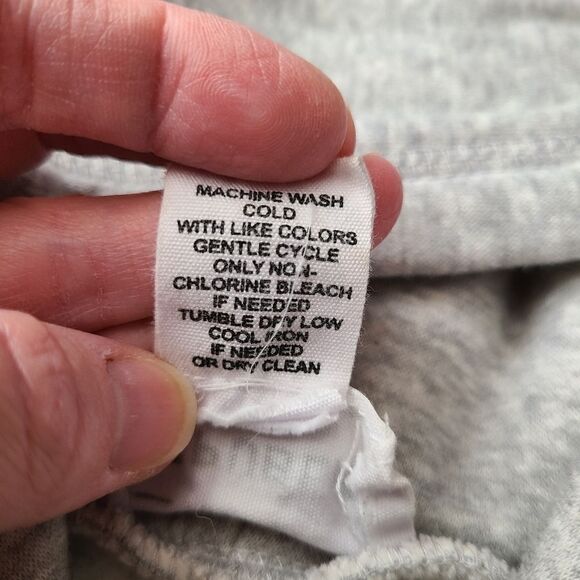 MACHINE WASH
COLD
WITH LIKE COLORS
GENTLE CYCLE
ONLY NON-
CHLORINE BLEACH
IF NEEDED
TUMBLE DRY LOW
COOL IRON
IF NEEDED
OR DRY CLEAN